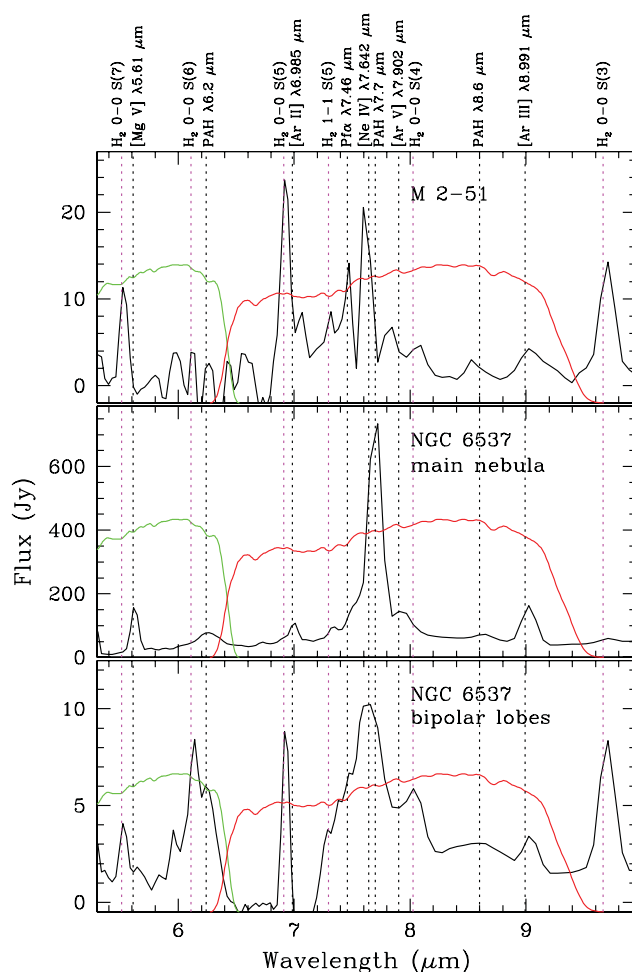 H₂ 0−0 S(7)
[Mg V] λ5.61 μm
H₂ 0−0 S(6)
PAH λ6.2 μm
H₂ 0−0 S(5)
[Ar II] λ6.985 μm
H₂ 1−1 S(5)
Pfα λ7.46 μm
[Ne IV] λ7.642 μm
PAH λ7.7 μm
[Ar V] λ7.902 μm
H₂ 0−0 S(4)
PAH λ8.6 μm
[Ar III] λ8.991 μm
H₂ 0−0 S(3)
M 2−51
20
10
0
NGC 6537
main nebula
600
400
200
0
Flux (Jy)
NGC 6537
bipolar lobes
10
5
0
6 7 8 9
Wavelength (μm)